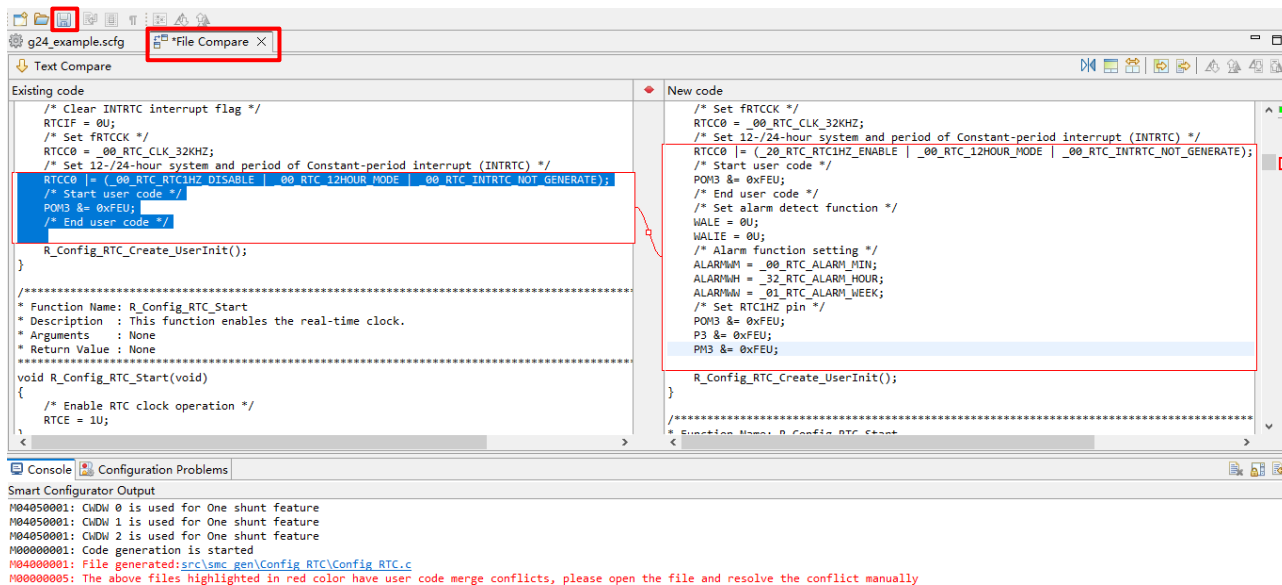 g24_example.scfg
*File Compare
Text Compare
Existing code
New code
/* Clear INTRTC interrupt flag */
RTCIF = 0U;
/* Set fRTCCK */
RTCC0 = _00_RTC_CLK_32KHZ;
/* Set 12-/24-hour system and period of Constant-period interrupt (INTRTC) */
RTCC0 |= (_00_RTC_RTC1HZ_DISABLE | _00_RTC_12HOUR_MODE | _00_RTC_INTRTC_NOT_GENERATE);
/* Start user code */
POM3 &= 0xFEU;
/* End user code */
R_Config_RTC_Create_UserInit();
}
/******************************************************************************
* Function Name: R_Config_RTC_Start
* Description  : This function enables the real-time clock.
* Arguments    : None
* Return Value : None
******************************************************************************
void R_Config_RTC_Start(void)
{
/* Enable RTC clock operation */
RTCE = 1U;
/* Set fRTCCK */
RTCC0 = _00_RTC_CLK_32KHZ;
/* Set 12-/24-hour system and period of Constant-period interrupt (INTRTC) */
RTCC0 |= (_20_RTC_RTC1HZ_ENABLE | _00_RTC_12HOUR_MODE | _00_RTC_INTRTC_NOT_GENERATE);
/* Start user code */
POM3 &= 0xFEU;
/* End user code */
/* Set alarm detect function */
WALE = 0U;
WALIE = 0U;
/* Alarm function setting */
ALARMWM = _00_RTC_ALARM_MIN;
ALARMWH = _32_RTC_ALARM_HOUR;
ALARMWW = _01_RTC_ALARM_WEEK;
/* Set RTC1HZ pin */
POM3 &= 0xFEU;
P3 &= 0xFEU;
PM3 &= 0xFEU;
R_Config_RTC_Create_UserInit();
}
/******************************************************************************
* Function Name: R_Config_RTC_Start
Console
Configuration Problems
Smart Configurator Output
M04050001: CWDW 0 is used for One shunt feature
M04050001: CWDW 1 is used for One shunt feature
M04050001: CWDW 2 is used for One shunt feature
M00000001: Code generation is started
M04000001: File generated:src\smc_gen\Config_RTC\Config_RTC.c
M00000005: The above files highlighted in red color have user code merge conflicts, please open the file and resolve the conflict manually